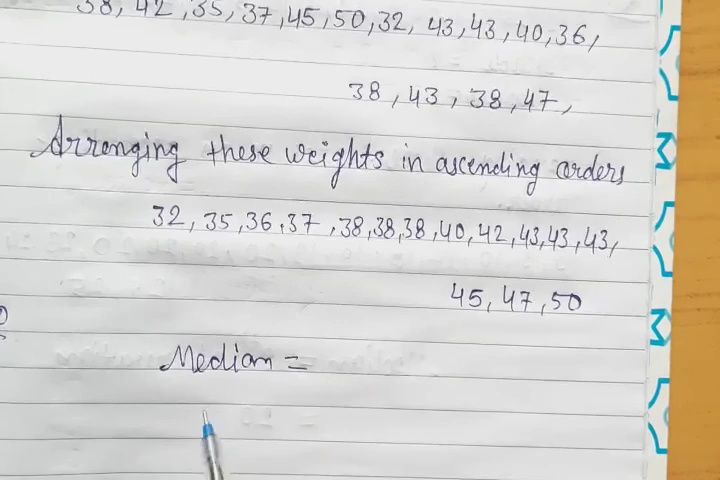 38, 42, 35, 37, 45, 50, 32, 43, 43, 40, 36,
38, 43, 38, 47,
Arrenging these weights in ascending orders
32, 35, 36, 37, 38, 38, 38, 40, 42, 43, 43, 43,
45, 47, 50
Median =